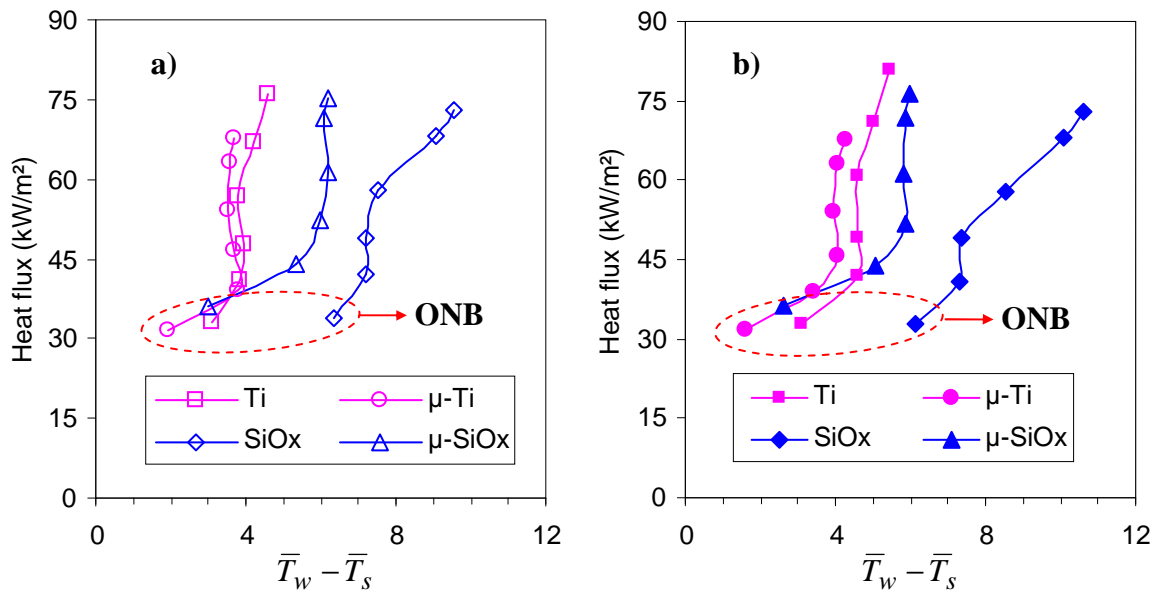 a)
Heat flux (kW/m²)
90
75
60
45
30
15
0
ONB
Ti
µ-Ti
SiOx
µ-SiOx
0 4 8 12
T̅w – T̅s
b)
Heat flux (kW/m²)
90
75
60
45
30
15
0
ONB
Ti
µ-Ti
SiOx
µ-SiOx
0 4 8 12
T̅w – T̅s